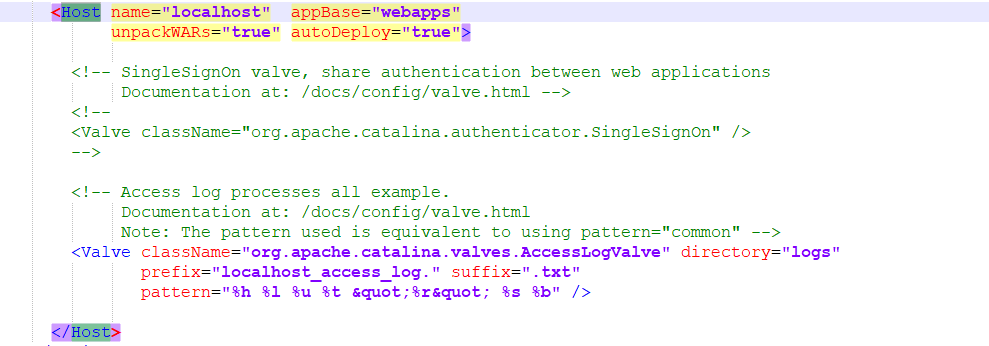 <Host name="localhost"  appBase="webapps"
unpackWARs="true" autoDeploy="true">
<!-- SingleSignOn valve, share authentication between web applications
Documentation at: /docs/config/valve.html -->
<!--
<Valve className="org.apache.catalina.authenticator.SingleSignOn" />
-->
<!-- Access log processes all example.
Documentation at: /docs/config/valve.html
Note: The pattern used is equivalent to using pattern="common" -->
<Valve className="org.apache.catalina.valves.AccessLogValve" directory="logs"
prefix="localhost_access_log." suffix=".txt"
pattern="%h %l %u %t &quot;%r&quot; %s %b" />
</Host>